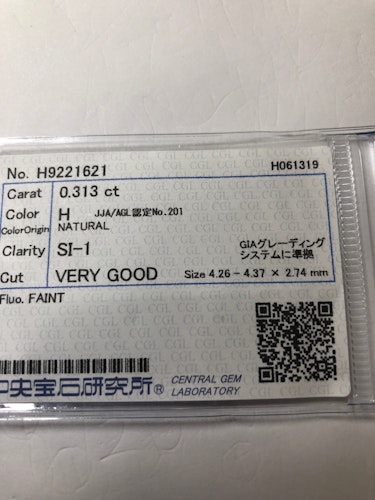 No. H9221621 H061319
Carat 0.313 ct
Color H JJA/AGL認定No.201
ColorOrigin NATURAL
Clarity SI-1 GIAグレーディング
システムに準拠
Cut VERY GOOD Size 4.26 - 4.37 × 2.74 mm
Fluo. FAINT
中央宝石研究所® CENTRAL GEM
LABORATORY